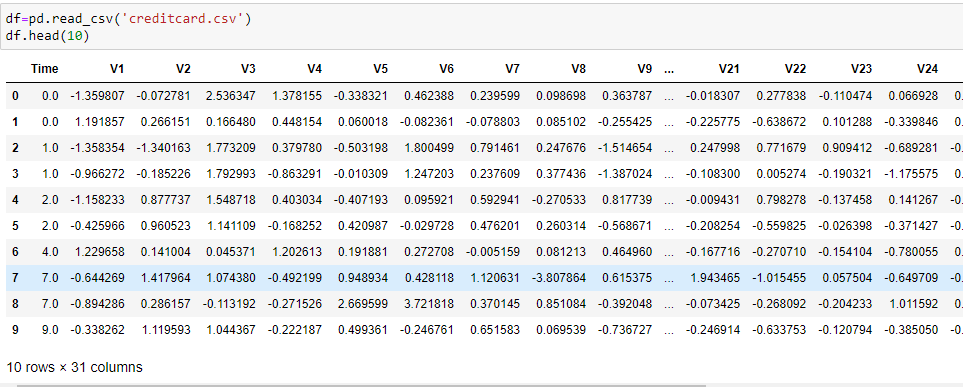 df=pd.read_csv('creditcard.csv')
df.head(10)
Time V1 V2 V3 V4 V5 V6 V7 V8 V9 ... V21 V22 V23 V24
0 0.0 -1.359807 -0.072781 2.536347 1.378155 -0.338321 0.462388 0.239599 0.098698 0.363787 ... -0.018307 0.277838 -0.110474 0.066928 0.
1 0.0 1.191857 0.266151 0.166480 0.448154 0.060018 -0.082361 -0.078803 0.085102 -0.255425 ... -0.225775 -0.638672 0.101288 -0.339846 0.
2 1.0 -1.358354 -1.340163 1.773209 0.379780 -0.503198 1.800499 0.791461 0.247676 -1.514654 ... 0.247998 0.771679 0.909412 -0.689281 -0.
3 1.0 -0.966272 -0.185226 1.792993 -0.863291 -0.010309 1.247203 0.237609 0.377436 -1.387024 ... -0.108300 0.005274 -0.190321 -1.175575 0.
4 2.0 -1.158233 0.877737 1.548718 0.403034 -0.407193 0.095921 0.592941 -0.270533 0.817739 ... -0.009431 0.798278 -0.137458 0.141267 -0.
5 2.0 -0.425966 0.960523 1.141109 -0.168252 0.420987 -0.029728 0.476201 0.260314 -0.568671 ... -0.208254 -0.559825 -0.026398 -0.371427 -0.
6 4.0 1.229658 0.141004 0.045371 1.202613 0.191881 0.272708 -0.005159 0.081213 0.464960 ... -0.167716 -0.270710 -0.154104 -0.780055 0.
7 7.0 -0.644269 1.417964 1.074380 -0.492199 0.948934 0.428118 1.120631 -3.807864 0.615375 ... 1.943465 -1.015455 0.057504 -0.649709 -0.
8 7.0 -0.894286 0.286157 -0.113192 -0.271526 2.669599 3.721818 0.370145 0.851084 -0.392048 ... -0.073425 -0.268092 -0.204233 1.011592 0.
9 9.0 -0.338262 1.119593 1.044367 -0.222187 0.499361 -0.246761 0.651583 0.069539 -0.736727 ... -0.246914 -0.633753 -0.120794 -0.385050 -0.
10 rows × 31 columns